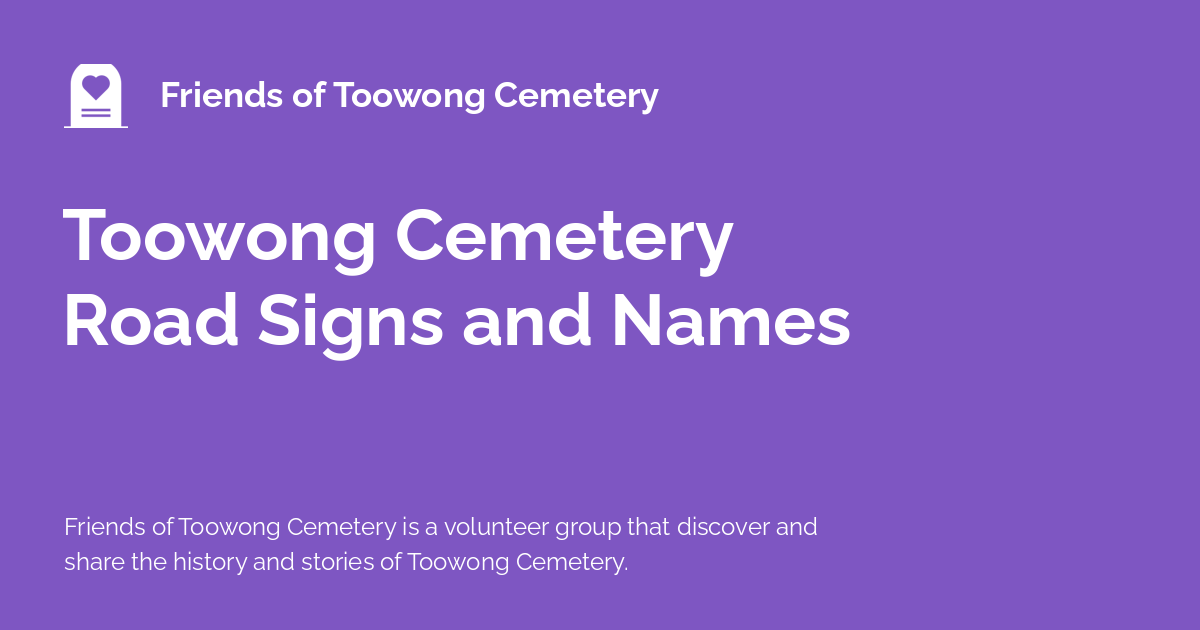 Friends of Toowong Cemetery
Toowong Cemetery
Road Signs and Names
Friends of Toowong Cemetery is a volunteer group that discover and
share the history and stories of Toowong Cemetery.